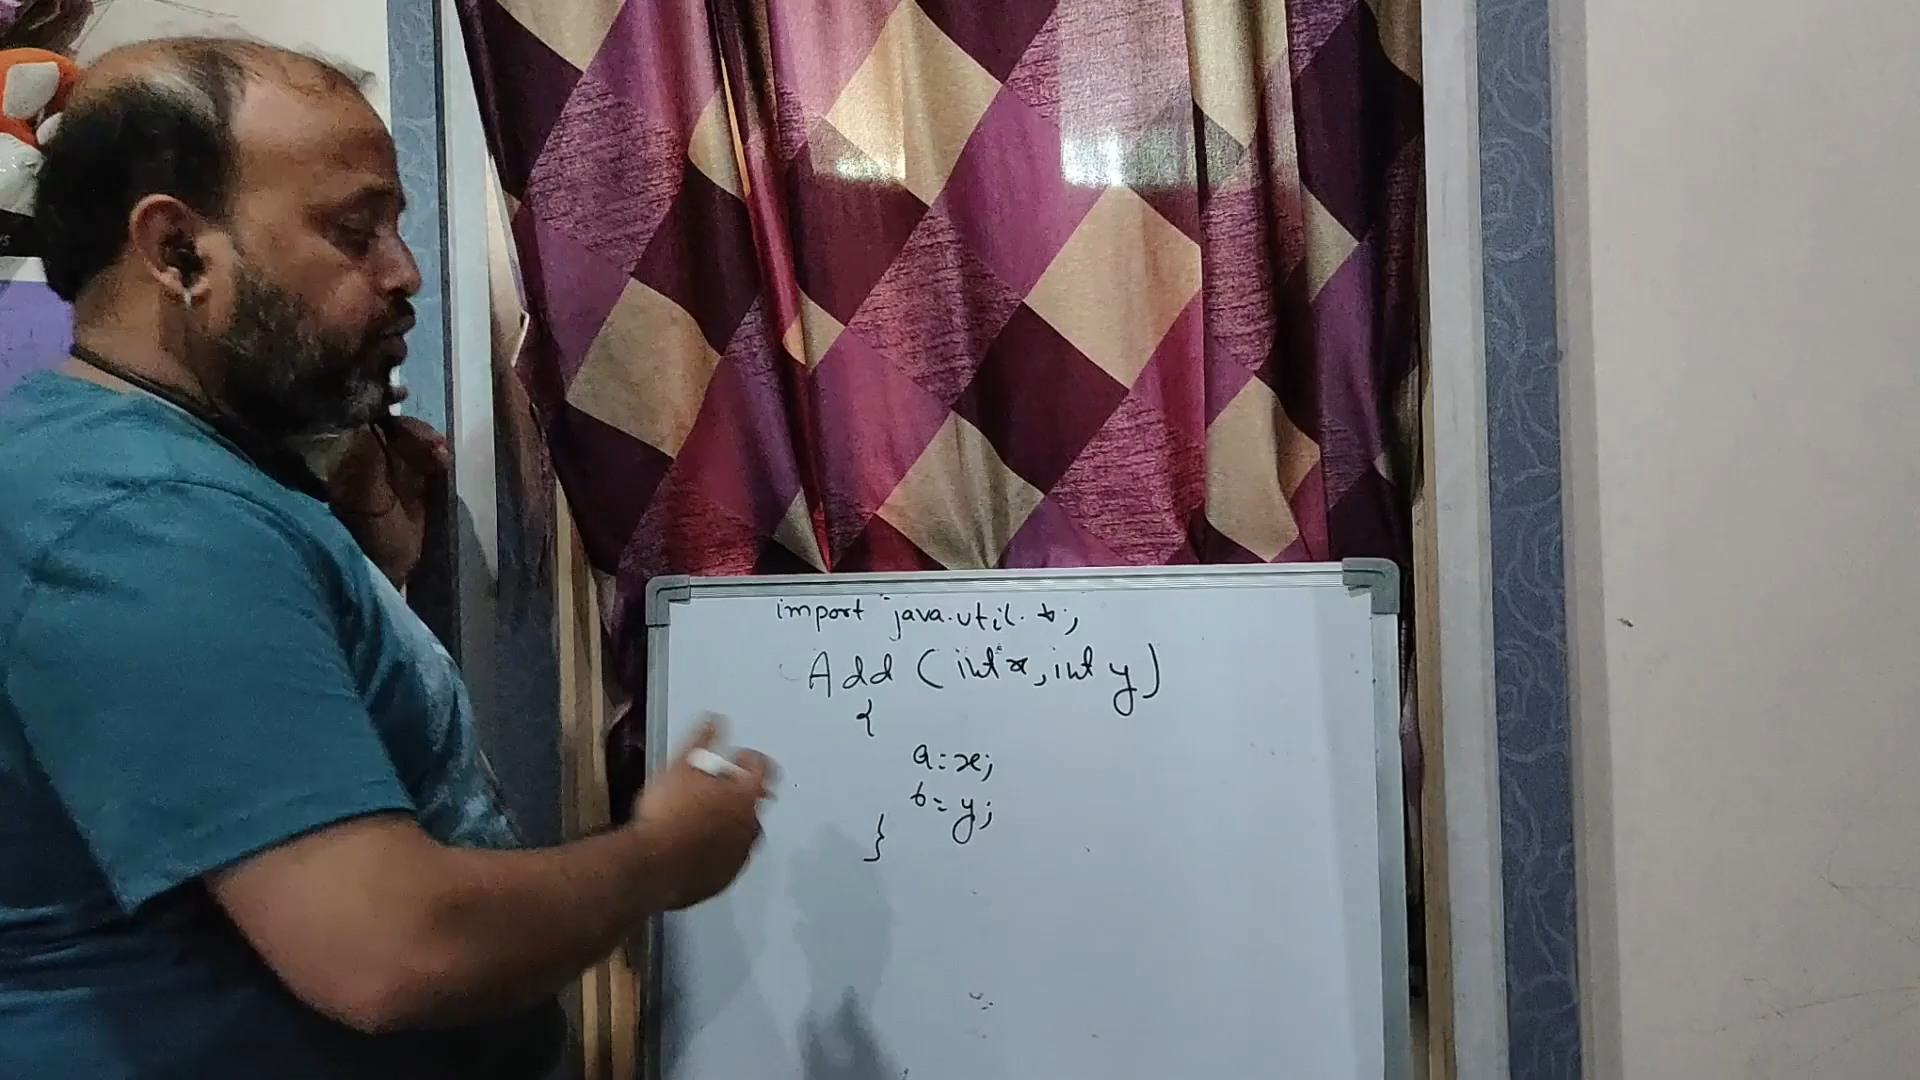 import java.util.*;
Add (int x, int y)
{
a=x;
b=y;
}